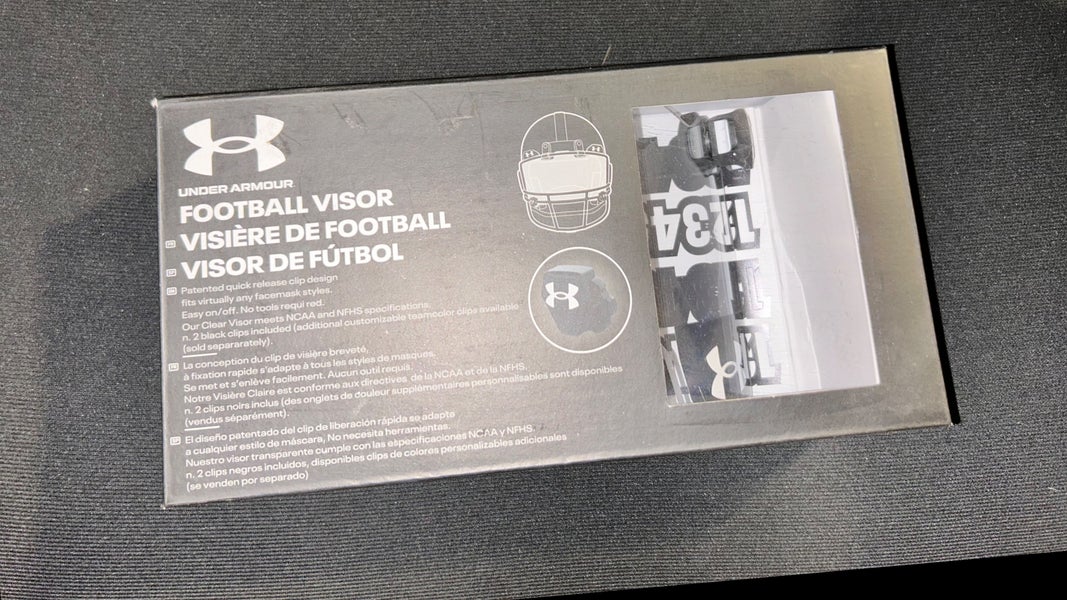 UNDER ARMOUR
FOOTBALL VISOR
FR VISIÈRE DE FOOTBALL
SP VISOR DE FÚTBOL
EN Patented quick release clip design
fits virtually any facemask styles.
Easy on/off. No tools requi red.
Our Clear Visor meets NCAA and NFHS specifications.
n. 2 black clips included (additional customizable teamcolor clips available
(sold separarately).
FR La conception du clip de visière breveté,
à fixation rapide s'adapte à tous les styles de masques.
Se met et s'enlève facilement. Aucun outil requis.
Notre Visière Claire est conforme aux directives de la NCAA et de la NFHS.
n. 2 clips noirs inclus (des onglets de douleur supplémentaires personnalisables sont disponibles
(vendus séparément).
SP El diseño patentado del clip de liberación rápida se adapta
a cualquier estilo de máscara, No necesita herramientas.
Nuestro visor transparente cumple con las especificaciones NCAA y NFHS.
n. 2 clips negros incluidos, disponibles clips de colores personalizables adicionales
(se venden por separado)
1234